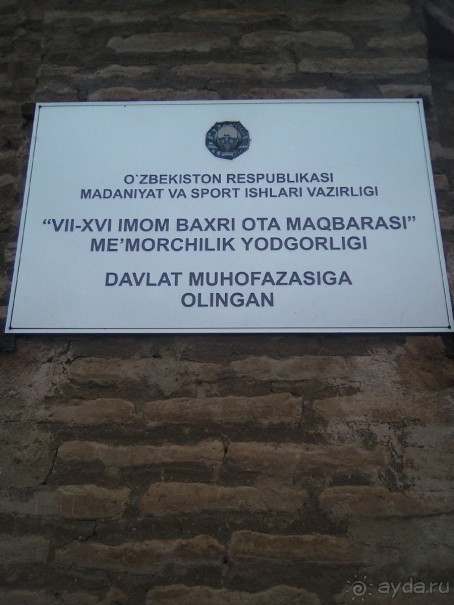 O`ZBEKISTON RESPUBLIKASI
MADANIYAT VA SPORT ISHLARI VAZIRLIGI
“VII-XVI IMOM BAXRI OTA MAQBARASI”
ME’MORCHILIK YODGORLIGI
DAVLAT MUHOFAZASIGA
OLINGAN
ayda.ru